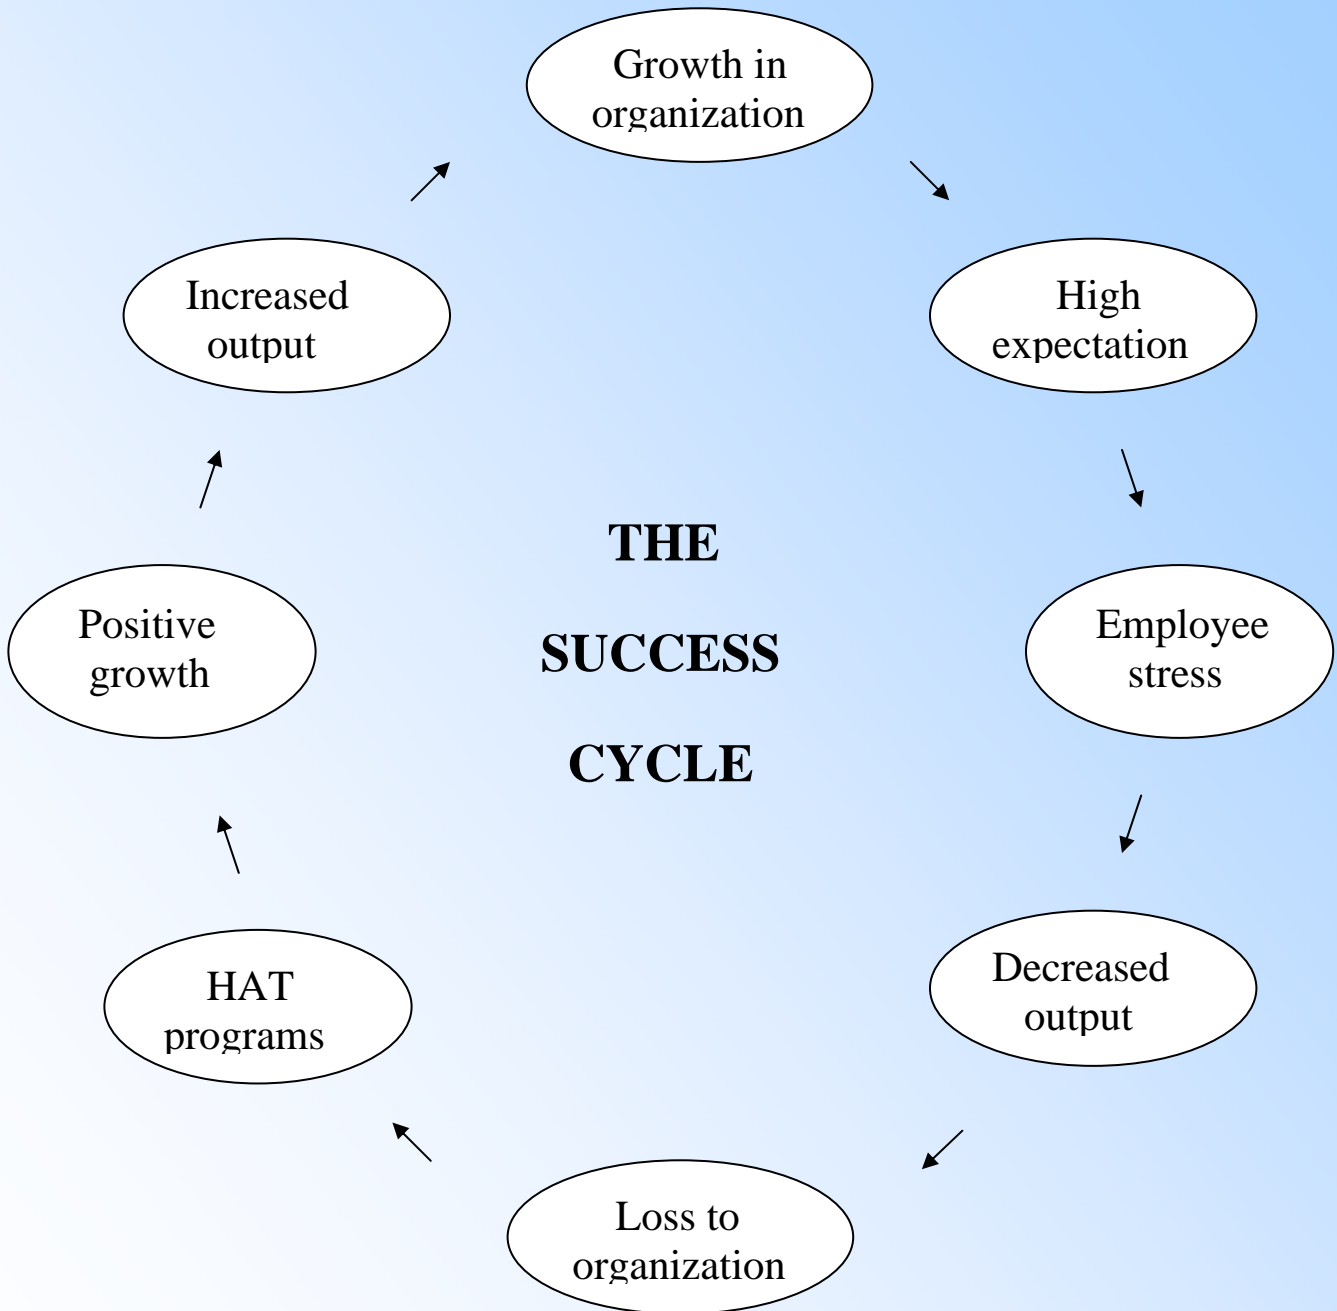 Growth in
organization
High
expectation
Employee
stress
Decreased
output
Loss to
organization
HAT
programs
Positive
growth
Increased
output
THE
SUCCESS
CYCLE